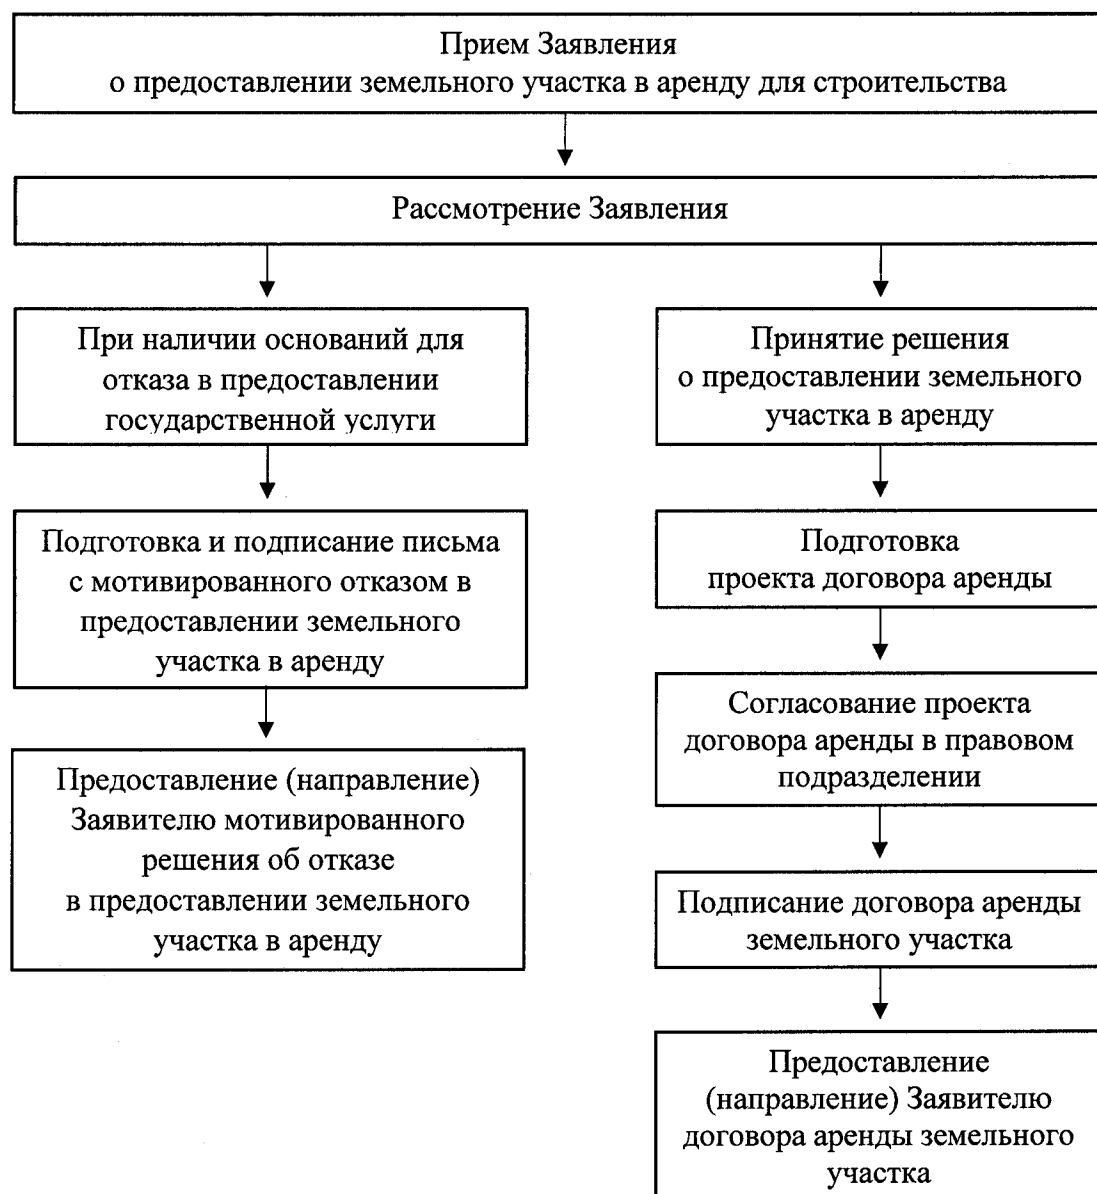 Прием Заявления
о предоставлении земельного участка в аренду для строительства
Рассмотрение Заявления
При наличии оснований для
отказа в предоставлении
государственной услуги
Подготовка и подписание письма
с мотивированного отказом в
предоставлении земельного
участка в аренду
Предоставление (направление)
Заявителю мотивированного
решения об отказе
в предоставлении земельного
участка в аренду
Принятие решения
о предоставлении земельного
участка в аренду
Подготовка
проекта договора аренды
Согласование проекта
договора аренды в правовом
подразделении
Подписание договора аренды
земельного участка
Предоставление
(направление) Заявителю
договора аренды земельного
участка